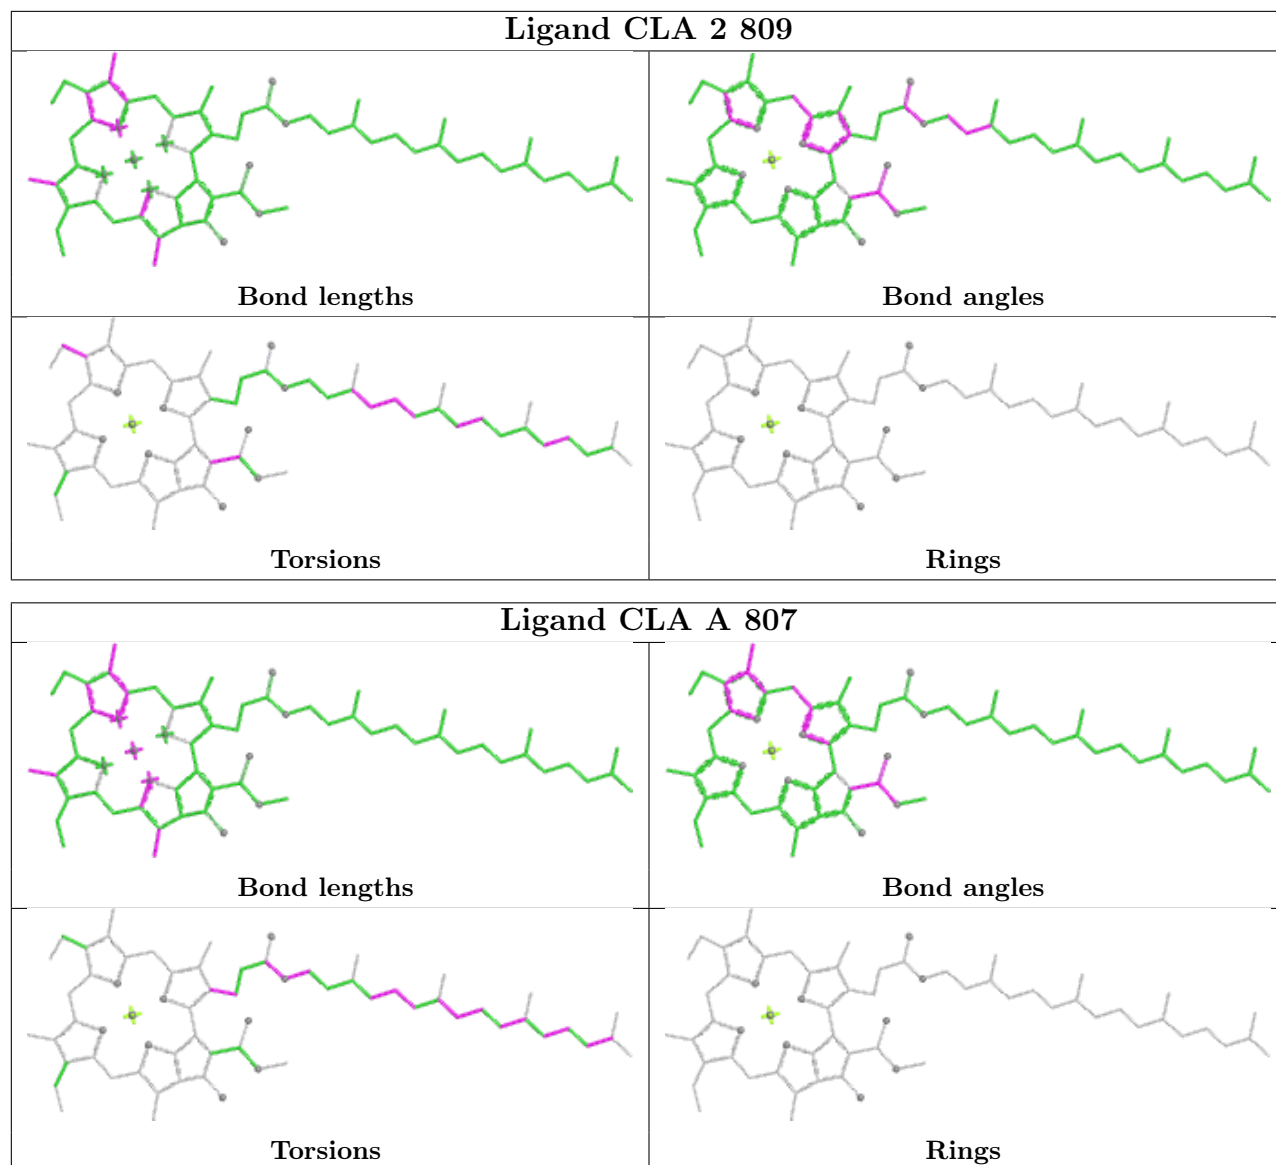 Ligand CLA 2 809
Bond lengths
Bond angles
Torsions
Rings
Ligand CLA A 807
Bond lengths
Bond angles
Torsions
Rings